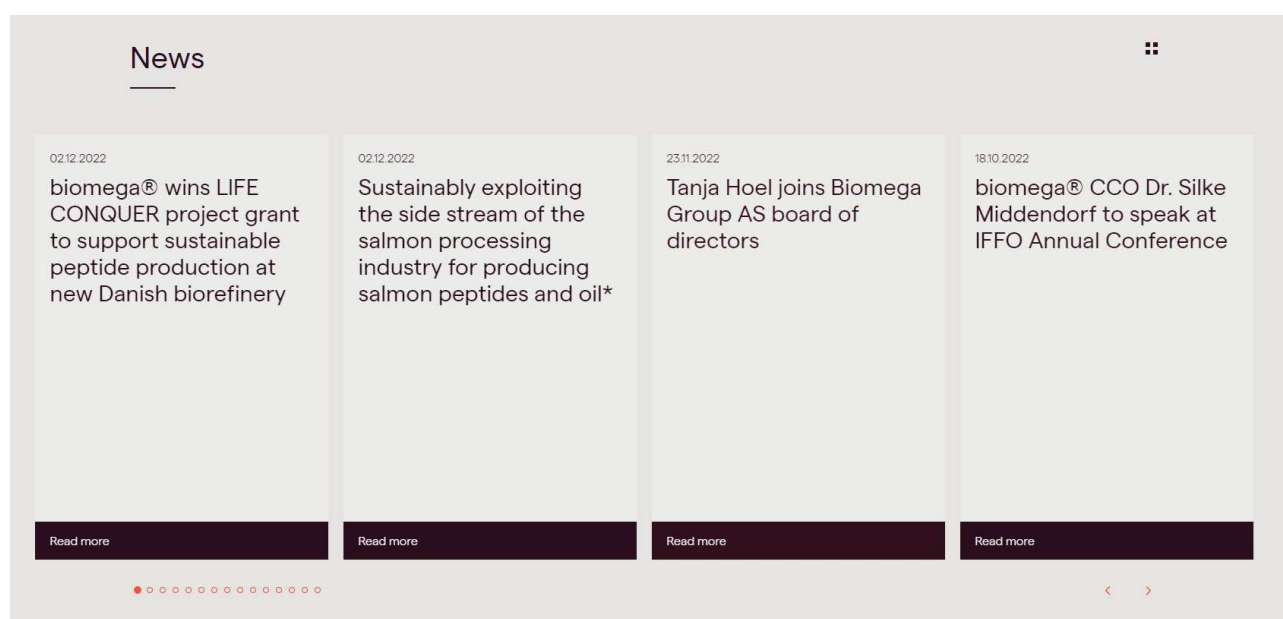 News
02.12.2022
biomega® wins LIFE
CONQUER project grant
to support sustainable
peptide production at
new Danish biorefinery
Read more
02.12.2022
Sustainably exploiting
the side stream of the
salmon processing
industry for producing
salmon peptides and oil*
Read more
23.11.2022
Tanja Hoel joins Biomega
Group AS board of
directors
Read more
18.10.2022
biomega® CCO Dr. Silke
Middendorf to speak at
IFFO Annual Conference
Read more